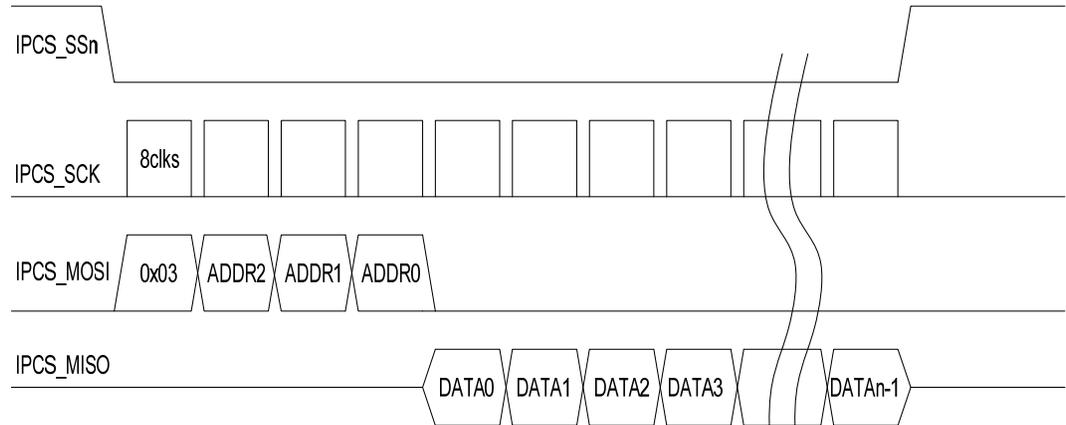 IPCS_SSn
8clks
IPCS_SCK
IPCS_MOSI 0x03 ADDR2 ADDR1 ADDR0
IPCS_MISO
DATA0 DATA1 DATA2 DATA3 DATAn-1